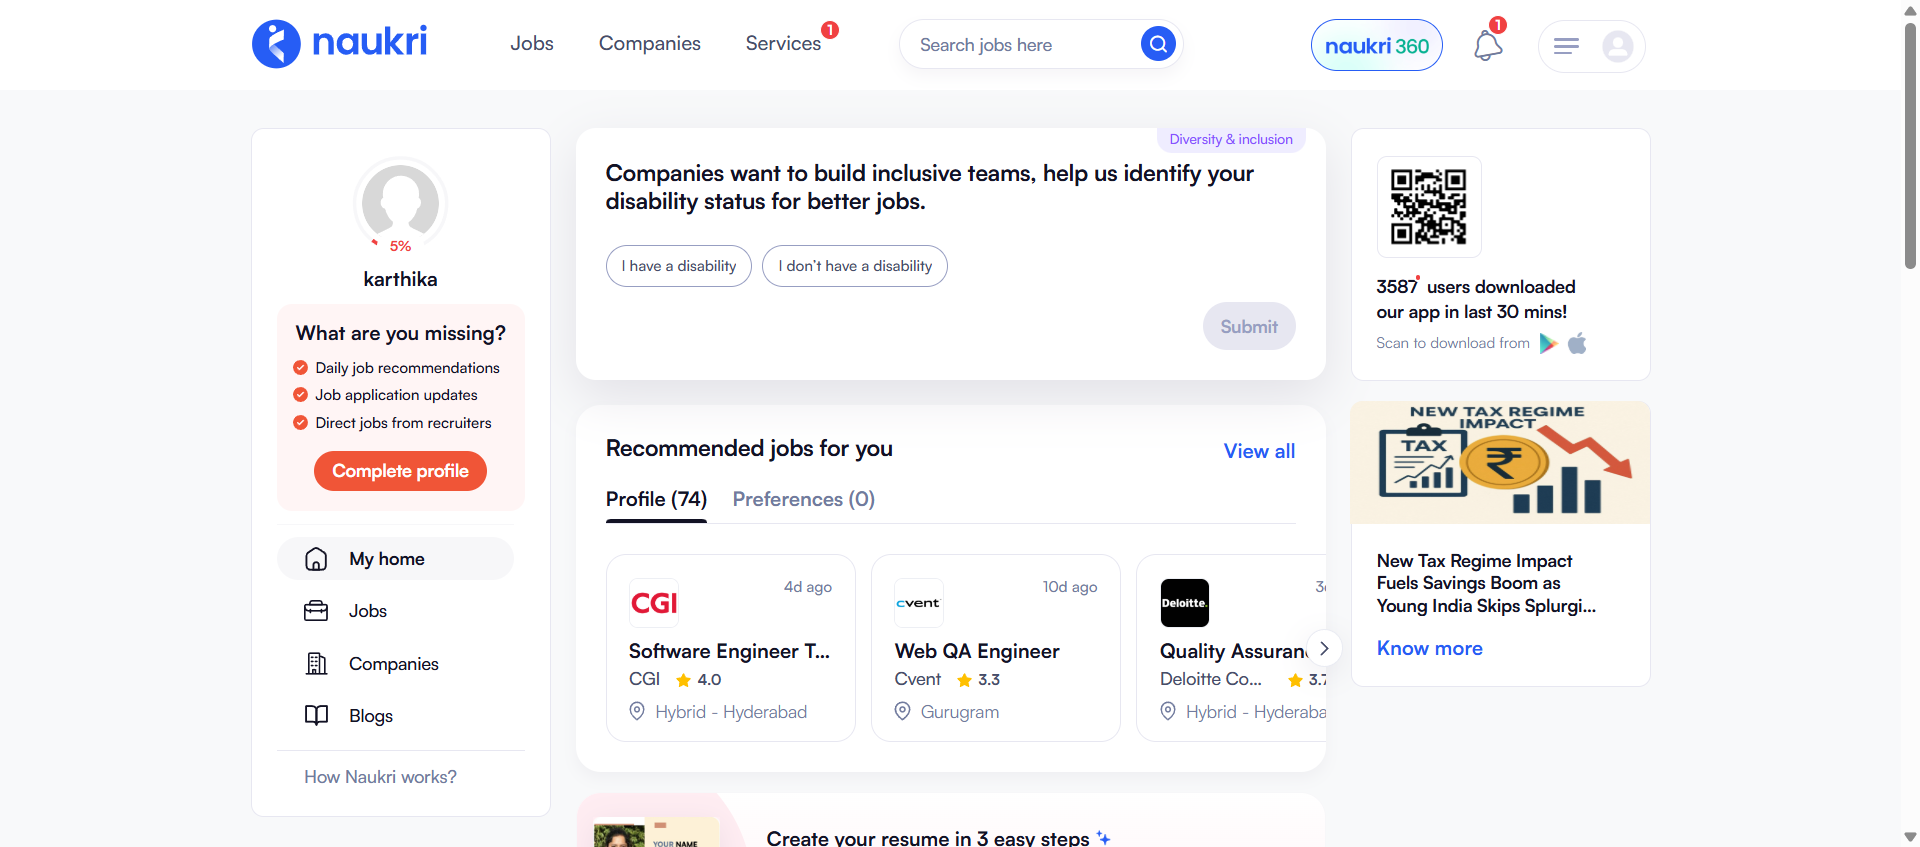 naukri
Jobs
Companies
Services
1
Search jobs here
naukri 360
1
5%
karthika
What are you missing?
Daily job recommendations
Job application updates
Direct jobs from recruiters
Complete profile
My home
Jobs
Companies
Blogs
How Naukri works?
Diversity & inclusion
Companies want to build inclusive teams, help us identify your
disability status for better jobs.
I have a disability
I don't have a disability
Submit
Recommended jobs for you
View all
Profile (74)
Preferences (0)
CGI
4d ago
Software Engineer T...
CGI
4.0
Hybrid - Hyderabad
cvent
10d ago
Web QA Engineer
Cvent
3.3
Gurugram
Deloitte.
Quality Assuran
Deloitte Co...
3.7
Hybrid - Hyderaba
YOUR NAME
Create your resume in 3 easy steps
3587 users downloaded
our app in last 30 mins!
Scan to download from
NEW TAX REGIME
IMPACT
TAX
₹
New Tax Regime Impact
Fuels Savings Boom as
Young India Skips Splurgi...
Know more